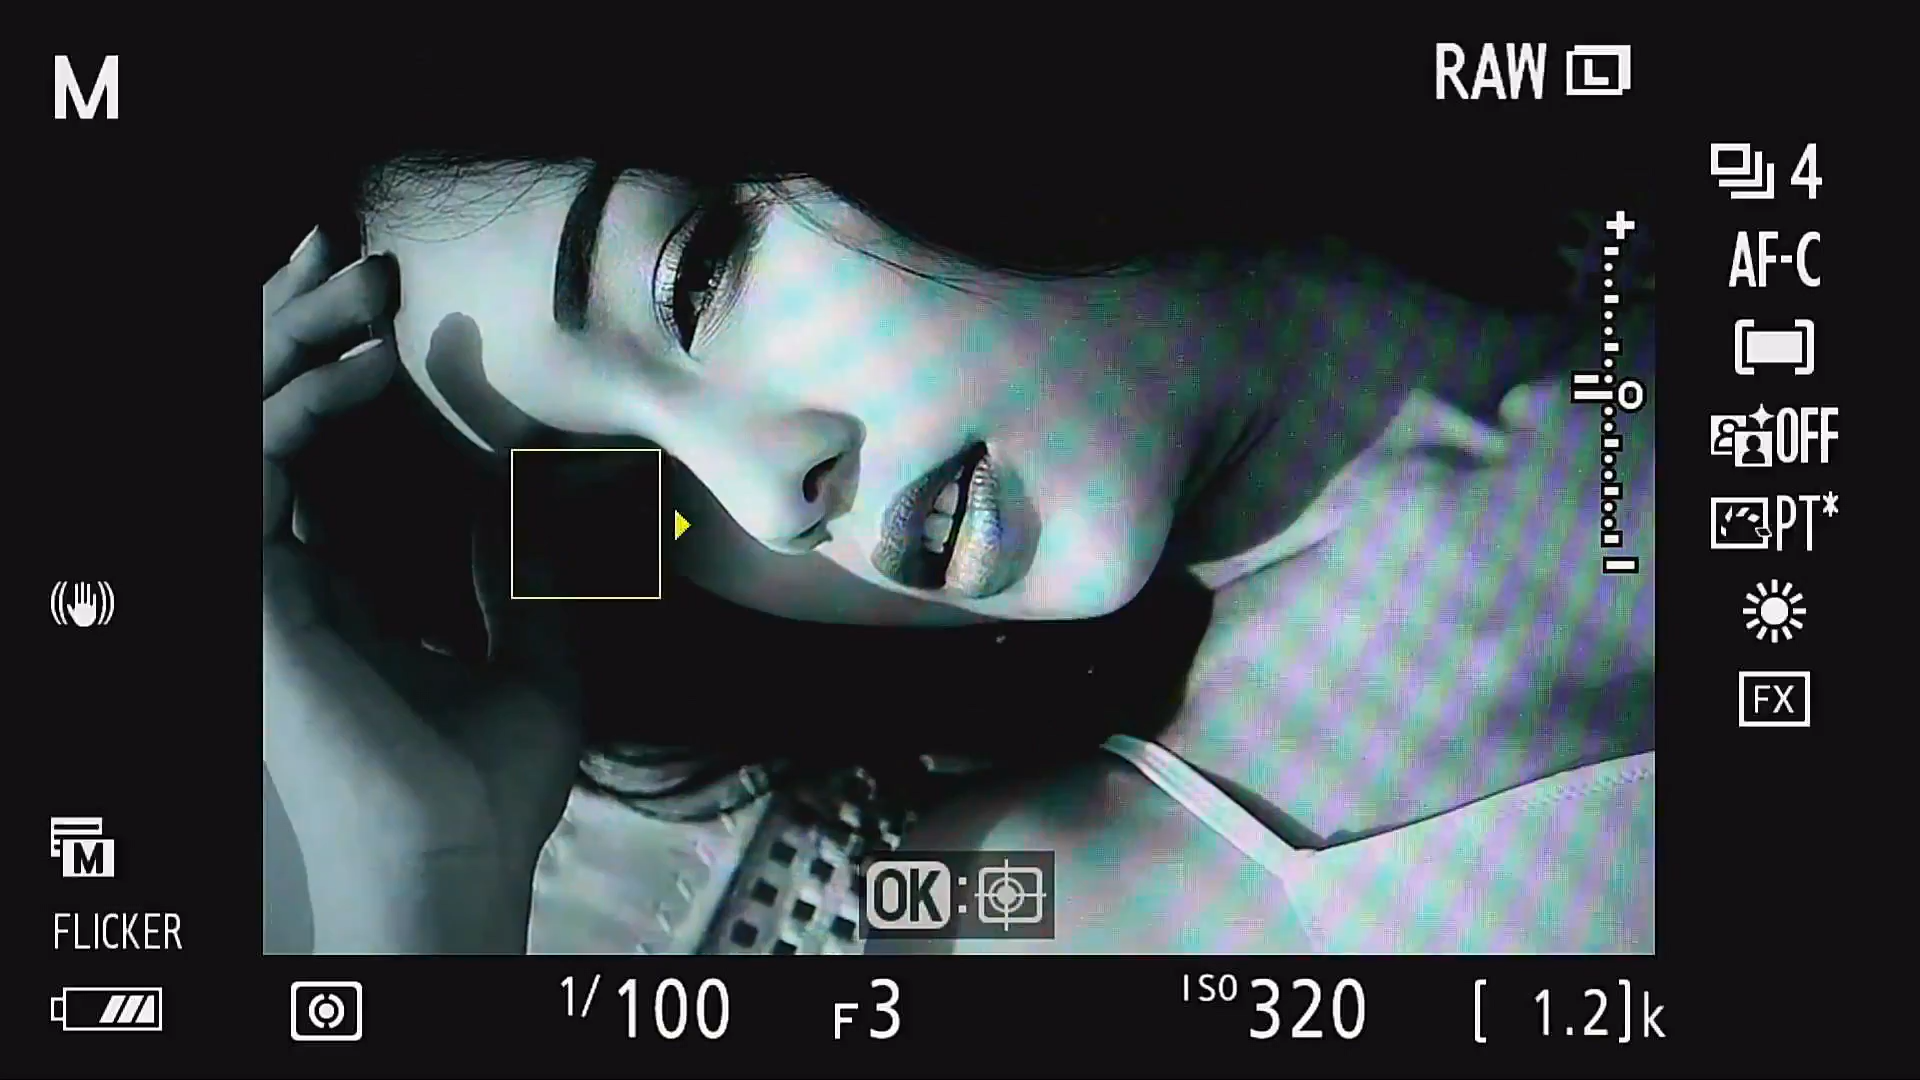 M
RAW L
4
AF-C
OFF
PT*
FX
M
FLICKER
OK:
1/100 F3 ISO 320 [ 1.2]k